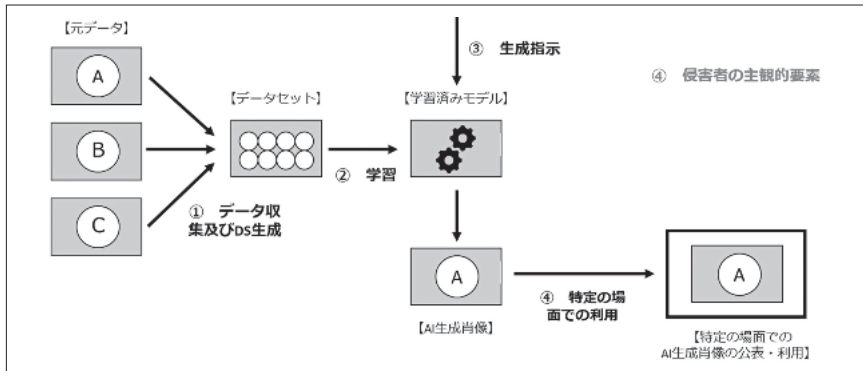 【元データ】
A
B
C
① データ収
集及びDS生成
【データセット】
② 学習
③ 生成指示
【学習済みモデル】
④ 侵害者の主観的要素
A
【AI生成肖像】
④ 特定の場
面での利用
A
【特定の場面での
AI生成肖像の公表・利用】